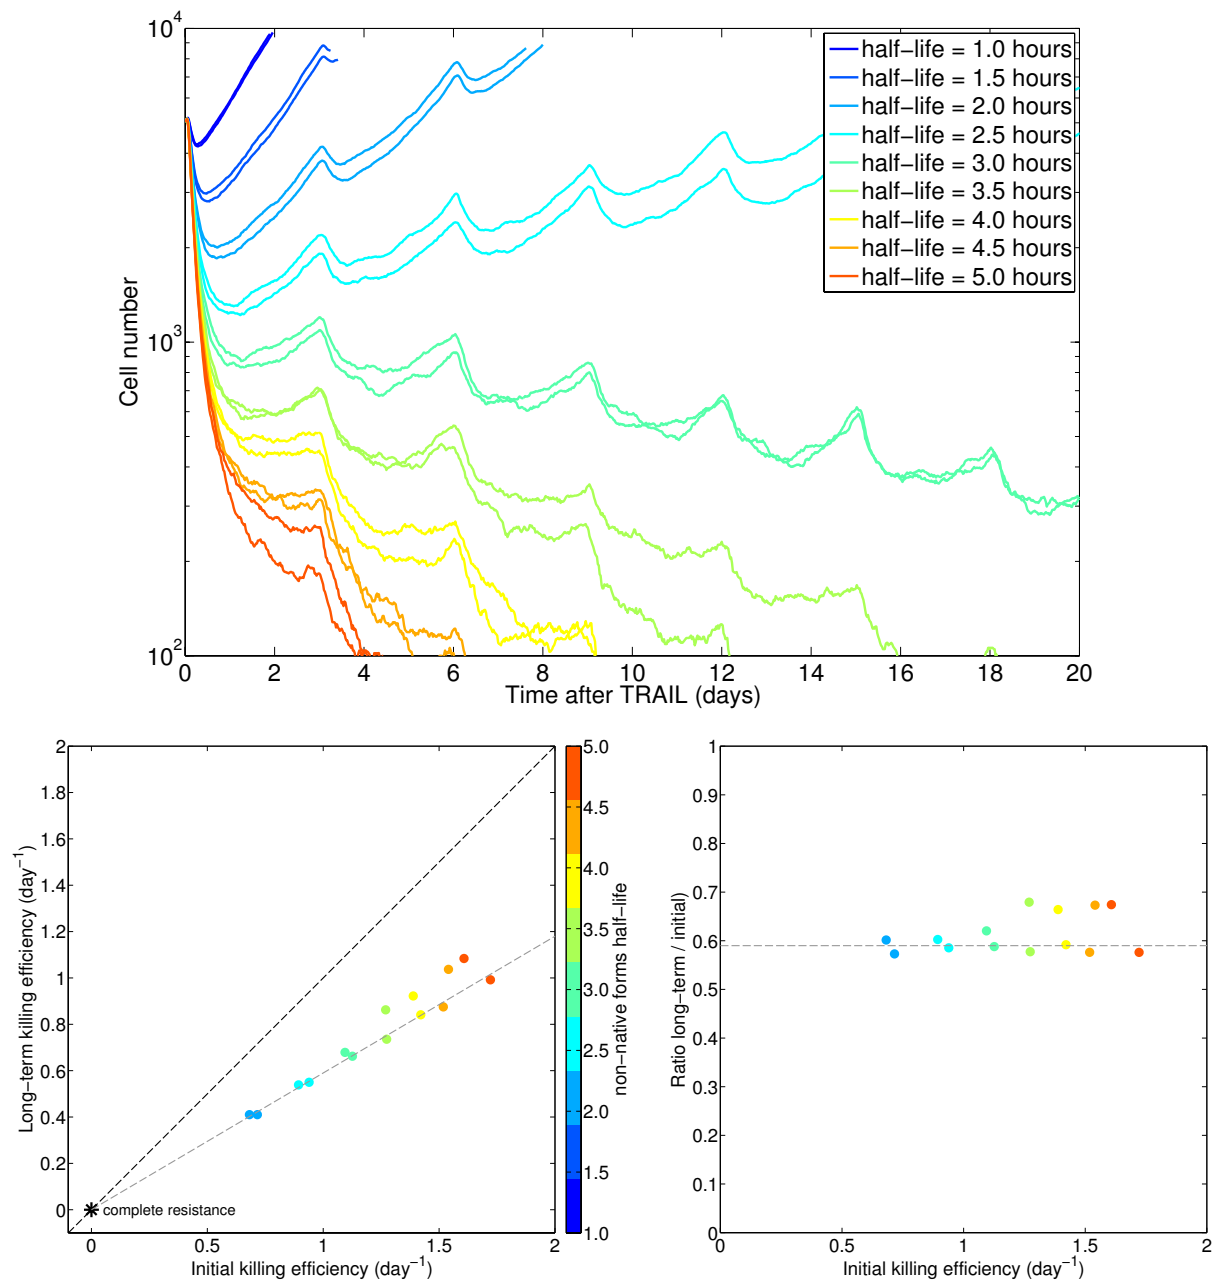 10^4
10^3
10^2
Cell number
0 2 4 6 8 10 12 14 16 18 20
Time after TRAIL (days)
half−life = 1.0 hours
half−life = 1.5 hours
half−life = 2.0 hours
half−life = 2.5 hours
half−life = 3.0 hours
half−life = 3.5 hours
half−life = 4.0 hours
half−life = 4.5 hours
half−life = 5.0 hours
2
1.8
1.6
1.4
1.2
1
0.8
0.6
0.4
0.2
0
Long−term killing efficiency (day^−1)
complete resistance
0 0.5 1 1.5 2
Initial killing efficiency (day^−1)
5.0
4.5
4.0
3.5
3.0
2.5
2.0
1.5
1.0
non−native forms half−life
1
0.9
0.8
0.7
0.6
0.5
0.4
0.3
0.2
0.1
0
Ratio long−term / initial)
0 0.5 1 1.5 2
Initial killing efficiency (day^−1)